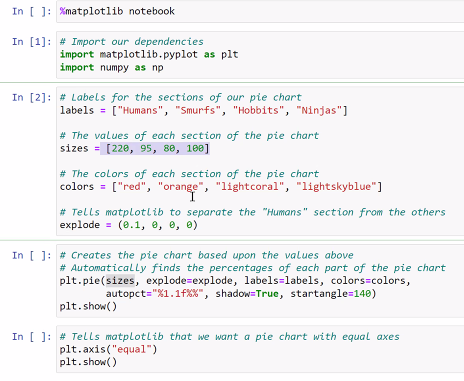 In [ ]: %matplotlib notebook
In [1]: # Import our dependencies
import matplotlib.pyplot as plt
import numpy as np
In [2]: # Labels for the sections of our pie chart
labels = ["Humans", "Smurfs", "Hobbits", "Ninjas"]
# The values of each section of the pie chart
sizes = [220, 95, 80, 100]
# The colors of each section of the pie chart
colors = ["red", "orange", "lightcoral", "lightskyblue"]
# Tells matplotlib to separate the "Humans" section from the others
explode = (0.1, 0, 0, 0)
In [ ]: # Creates the pie chart based upon the values above
# Automatically finds the percentages of each part of the pie chart
plt.pie(sizes, explode=explode, labels=labels, colors=colors,
autopct="%1.1f%%", shadow=True, startangle=140)
plt.show()
In [ ]: # Tells matplotlib that we want a pie chart with equal axes
plt.axis("equal")
plt.show()